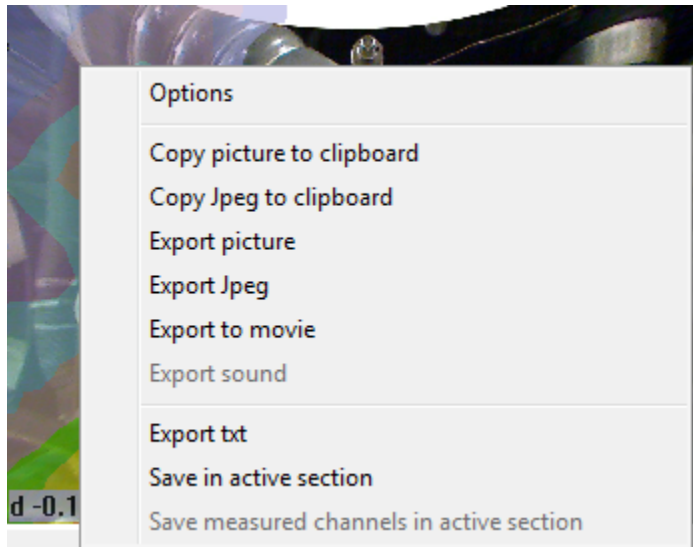 Options
Copy picture to clipboard
Copy Jpeg to clipboard
Export picture
Export Jpeg
Export to movie
Export sound
Export txt
Save in active section
d -0.1
Save measured channels in active section